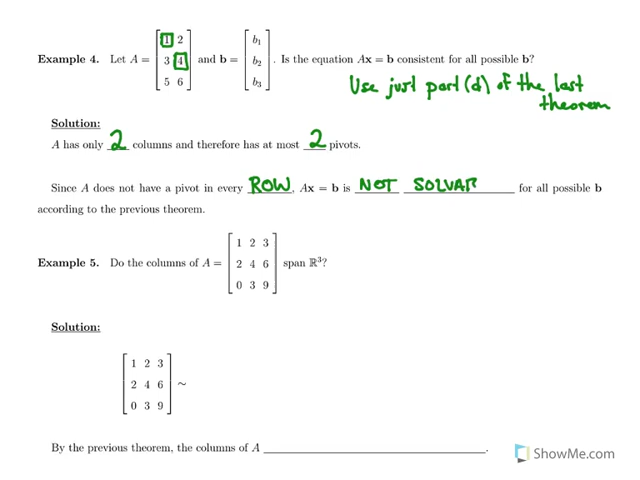 Example 4. Let A = [ 1 2 3 4 5 6 ] and b = [ b₁ b₂ b₃ ] . Is the equation Ax = b consistent for all possible b?
Use just part (d) of the last
theorem
Solution:
A has only 2 columns and therefore has at most 2 pivots.
Since A does not have a pivot in every ROW, Ax = b is NOT SOLVAB for all possible b
according to the previous theorem.
Example 5. Do the columns of A = [ 1 2 3 2 4 6 0 3 9 ] span ℝ³?
Solution:
[ 1 2 3 2 4 6 0 3 9 ] ~
By the previous theorem, the columns of A ________.
ShowMe.com